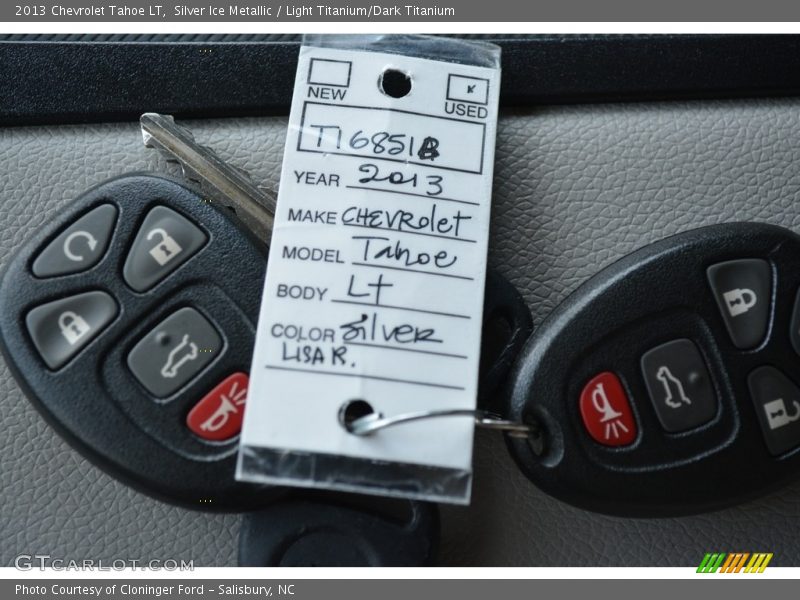 2013 Chevrolet Tahoe LT, Silver Ice Metallic / Light Titanium/Dark Titanium
NEW
USED
T16851B
YEAR 2013
MAKE CHEVRolet
MODEL Tahoe
BODY Lt
COLOR Silver
LISA R.
GTCARLOT.COM
Photo Courtesy of Cloninger Ford - Salisbury, NC